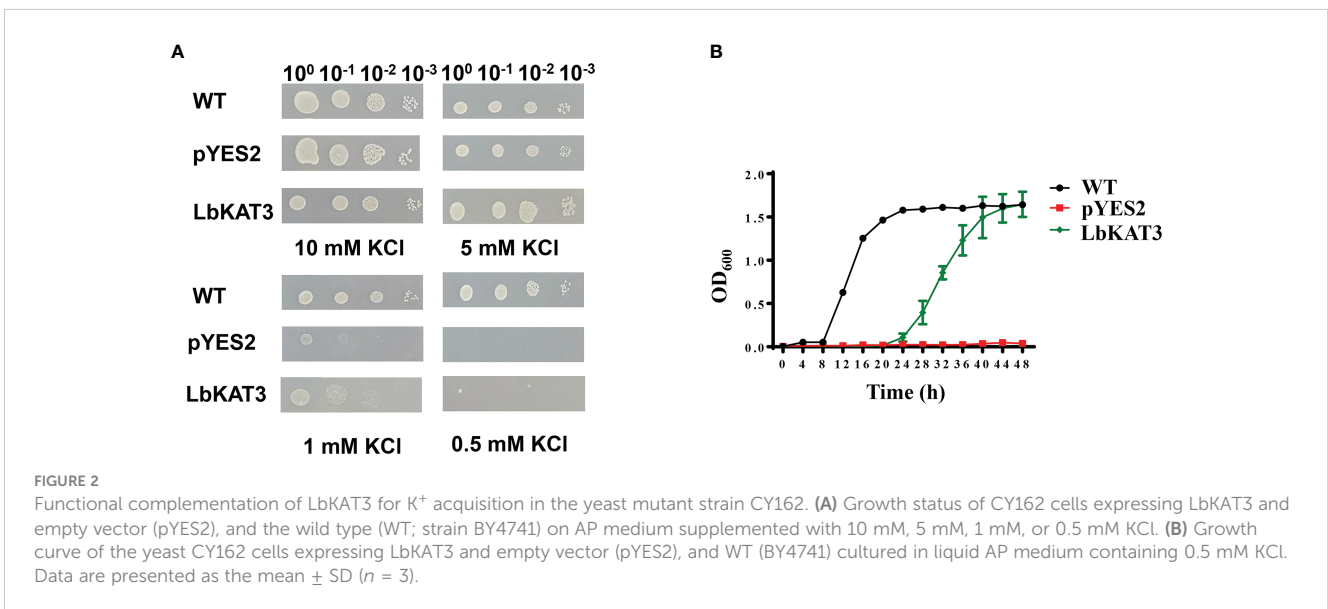 A
10⁰ 10⁻¹ 10⁻² 10⁻³ 10⁰ 10⁻¹ 10⁻² 10⁻³
WT
pYES2
LbKAT3
10 mM KCl 5 mM KCl
WT
pYES2
LbKAT3
1 mM KCl 0.5 mM KCl
B
2.0
1.5
1.0
0.5
0.0
OD₆₀₀
0 4 8 12 16 20 24 28 32 36 40 44 48
Time (h)
WT
pYES2
LbKAT3
FIGURE 2
Functional complementation of LbKAT3 for K⁺ acquisition in the yeast mutant strain CY162. (A) Growth status of CY162 cells expressing LbKAT3 and
empty vector (pYES2), and the wild type (WT; strain BY4741) on AP medium supplemented with 10 mM, 5 mM, 1 mM, or 0.5 mM KCl. (B) Growth
curve of the yeast CY162 cells expressing LbKAT3 and empty vector (pYES2), and WT (BY4741) cultured in liquid AP medium containing 0.5 mM KCl.
Data are presented as the mean ± SD (n = 3).